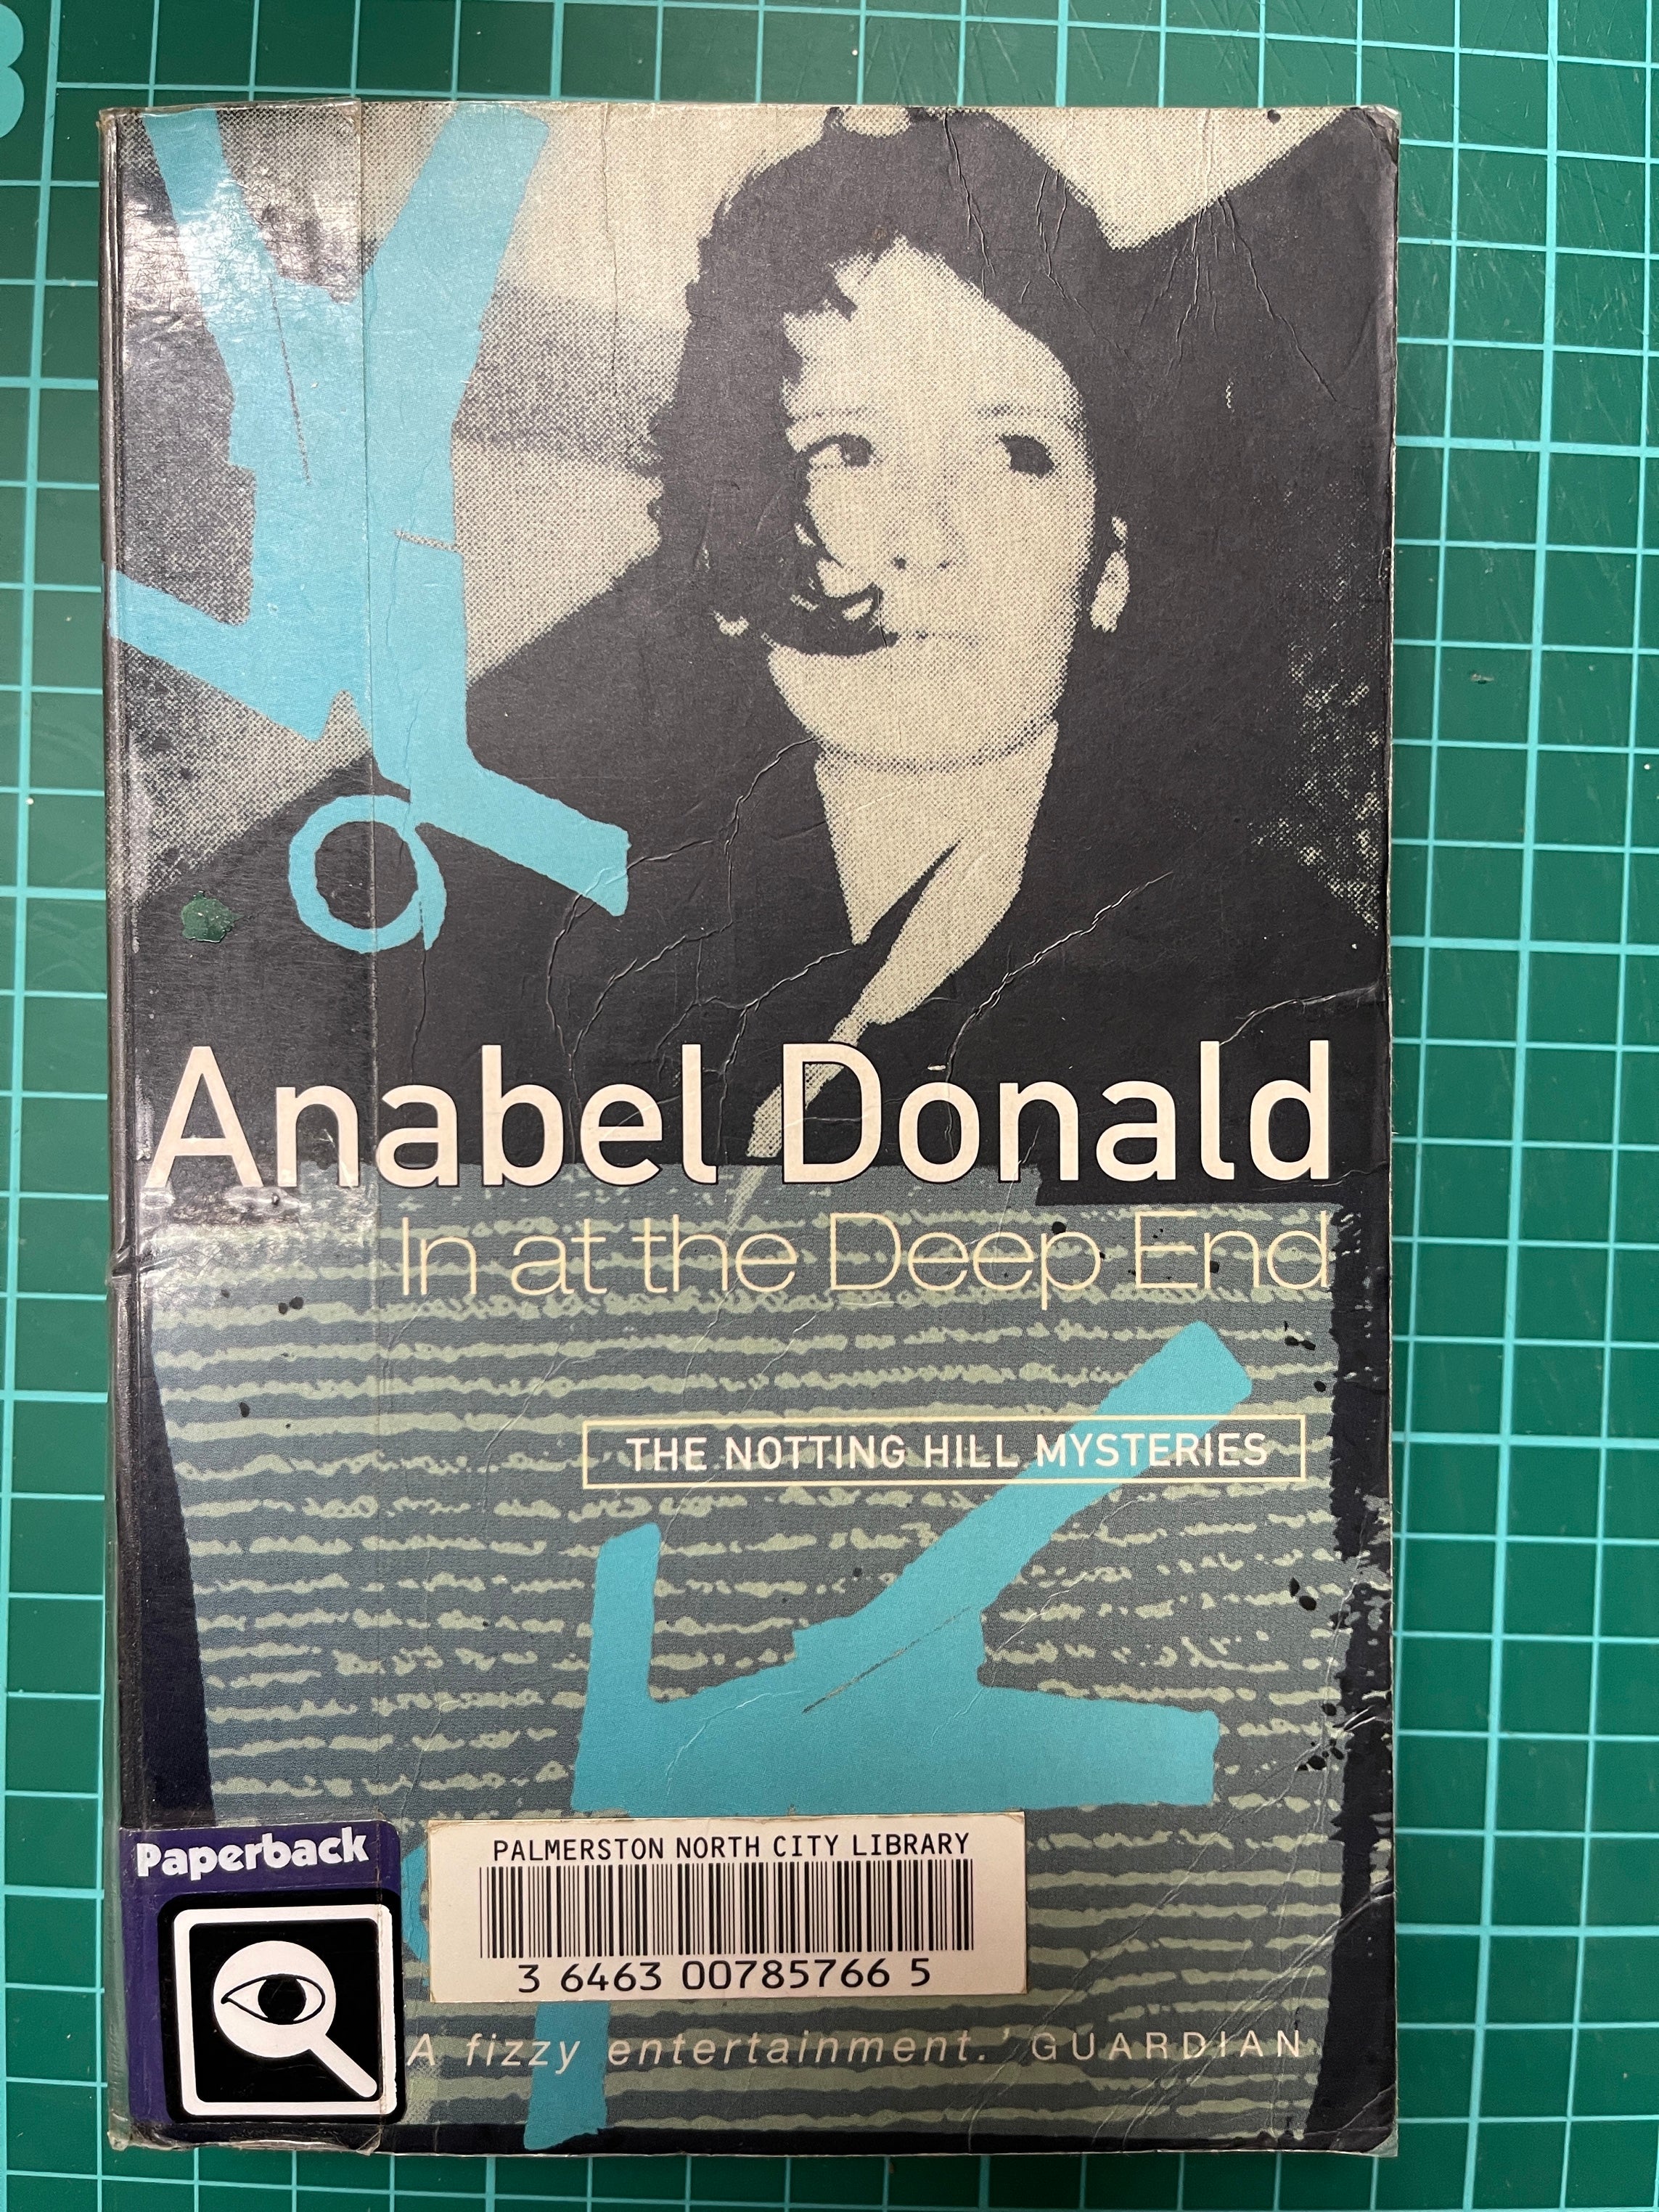 Anabel Donald
In at the Deep End
THE NOTTING HILL MYSTERIES
Paperback
PALMERSTON NORTH CITY LIBRARY
3 6463 00785766 5
A fizzy entertainment.' GUARDIAN